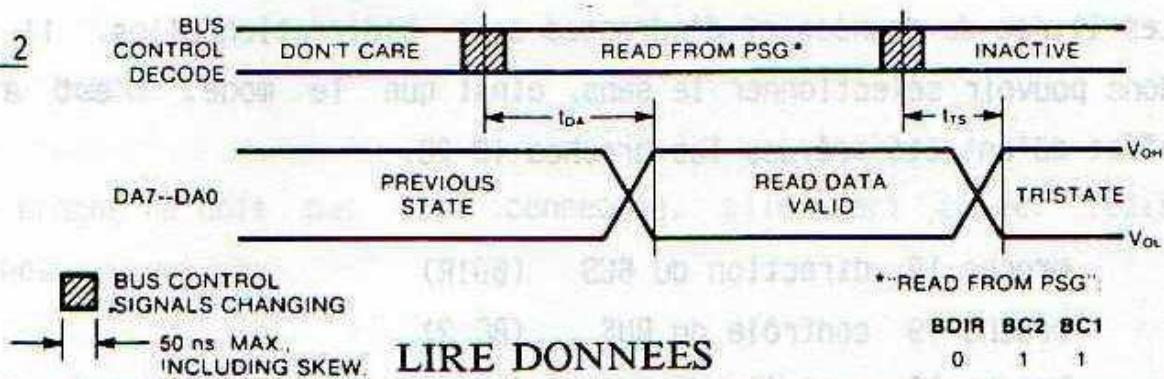 2
BUS
CONTROL
DECODE
DON'T CARE
READ FROM PSG*
INACTIVE
tDA
tTS
DA7--DA0
PREVIOUS
STATE
READ DATA
VALID
TRISTATE
VOH
VOL
BUS CONTROL
SIGNALS CHANGING
50 ns MAX.,
INCLUDING SKEW.
LIRE DONNEES
*"READ FROM PSG":
BDIR BC2 BC1
0 1 1